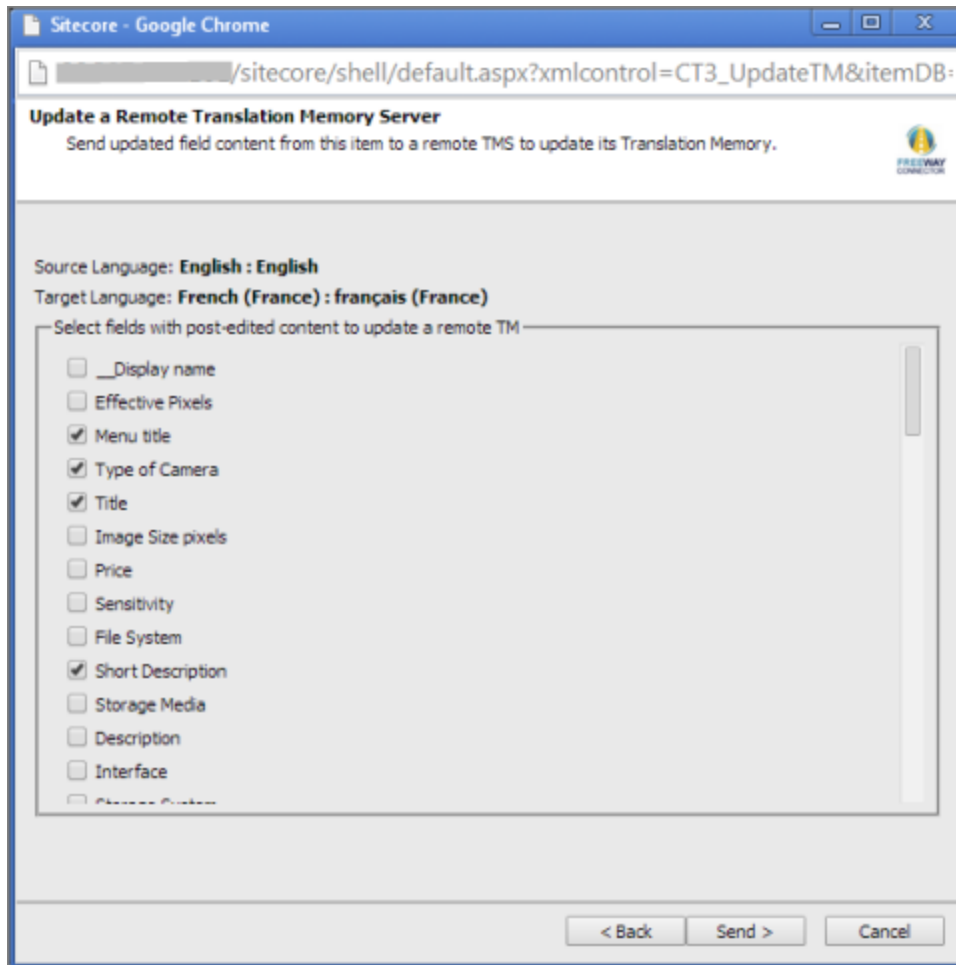 Sitecore - Google Chrome
/sitecore/shell/default.aspx?xmlcontrol=CT3_UpdateTM&itemDB=
Update a Remote Translation Memory Server
Send updated field content from this item to a remote TMS to update its Translation Memory.
FREEWAY
CONNECTOR
Source Language: English : English
Target Language: French (France) : français (France)
Select fields with post-edited content to update a remote TM
__Display name
Effective Pixels
Menu title
Type of Camera
Title
Image Size pixels
Price
Sensitivity
File System
Short Description
Storage Media
Description
Interface
Storage System
< Back
Send >
Cancel